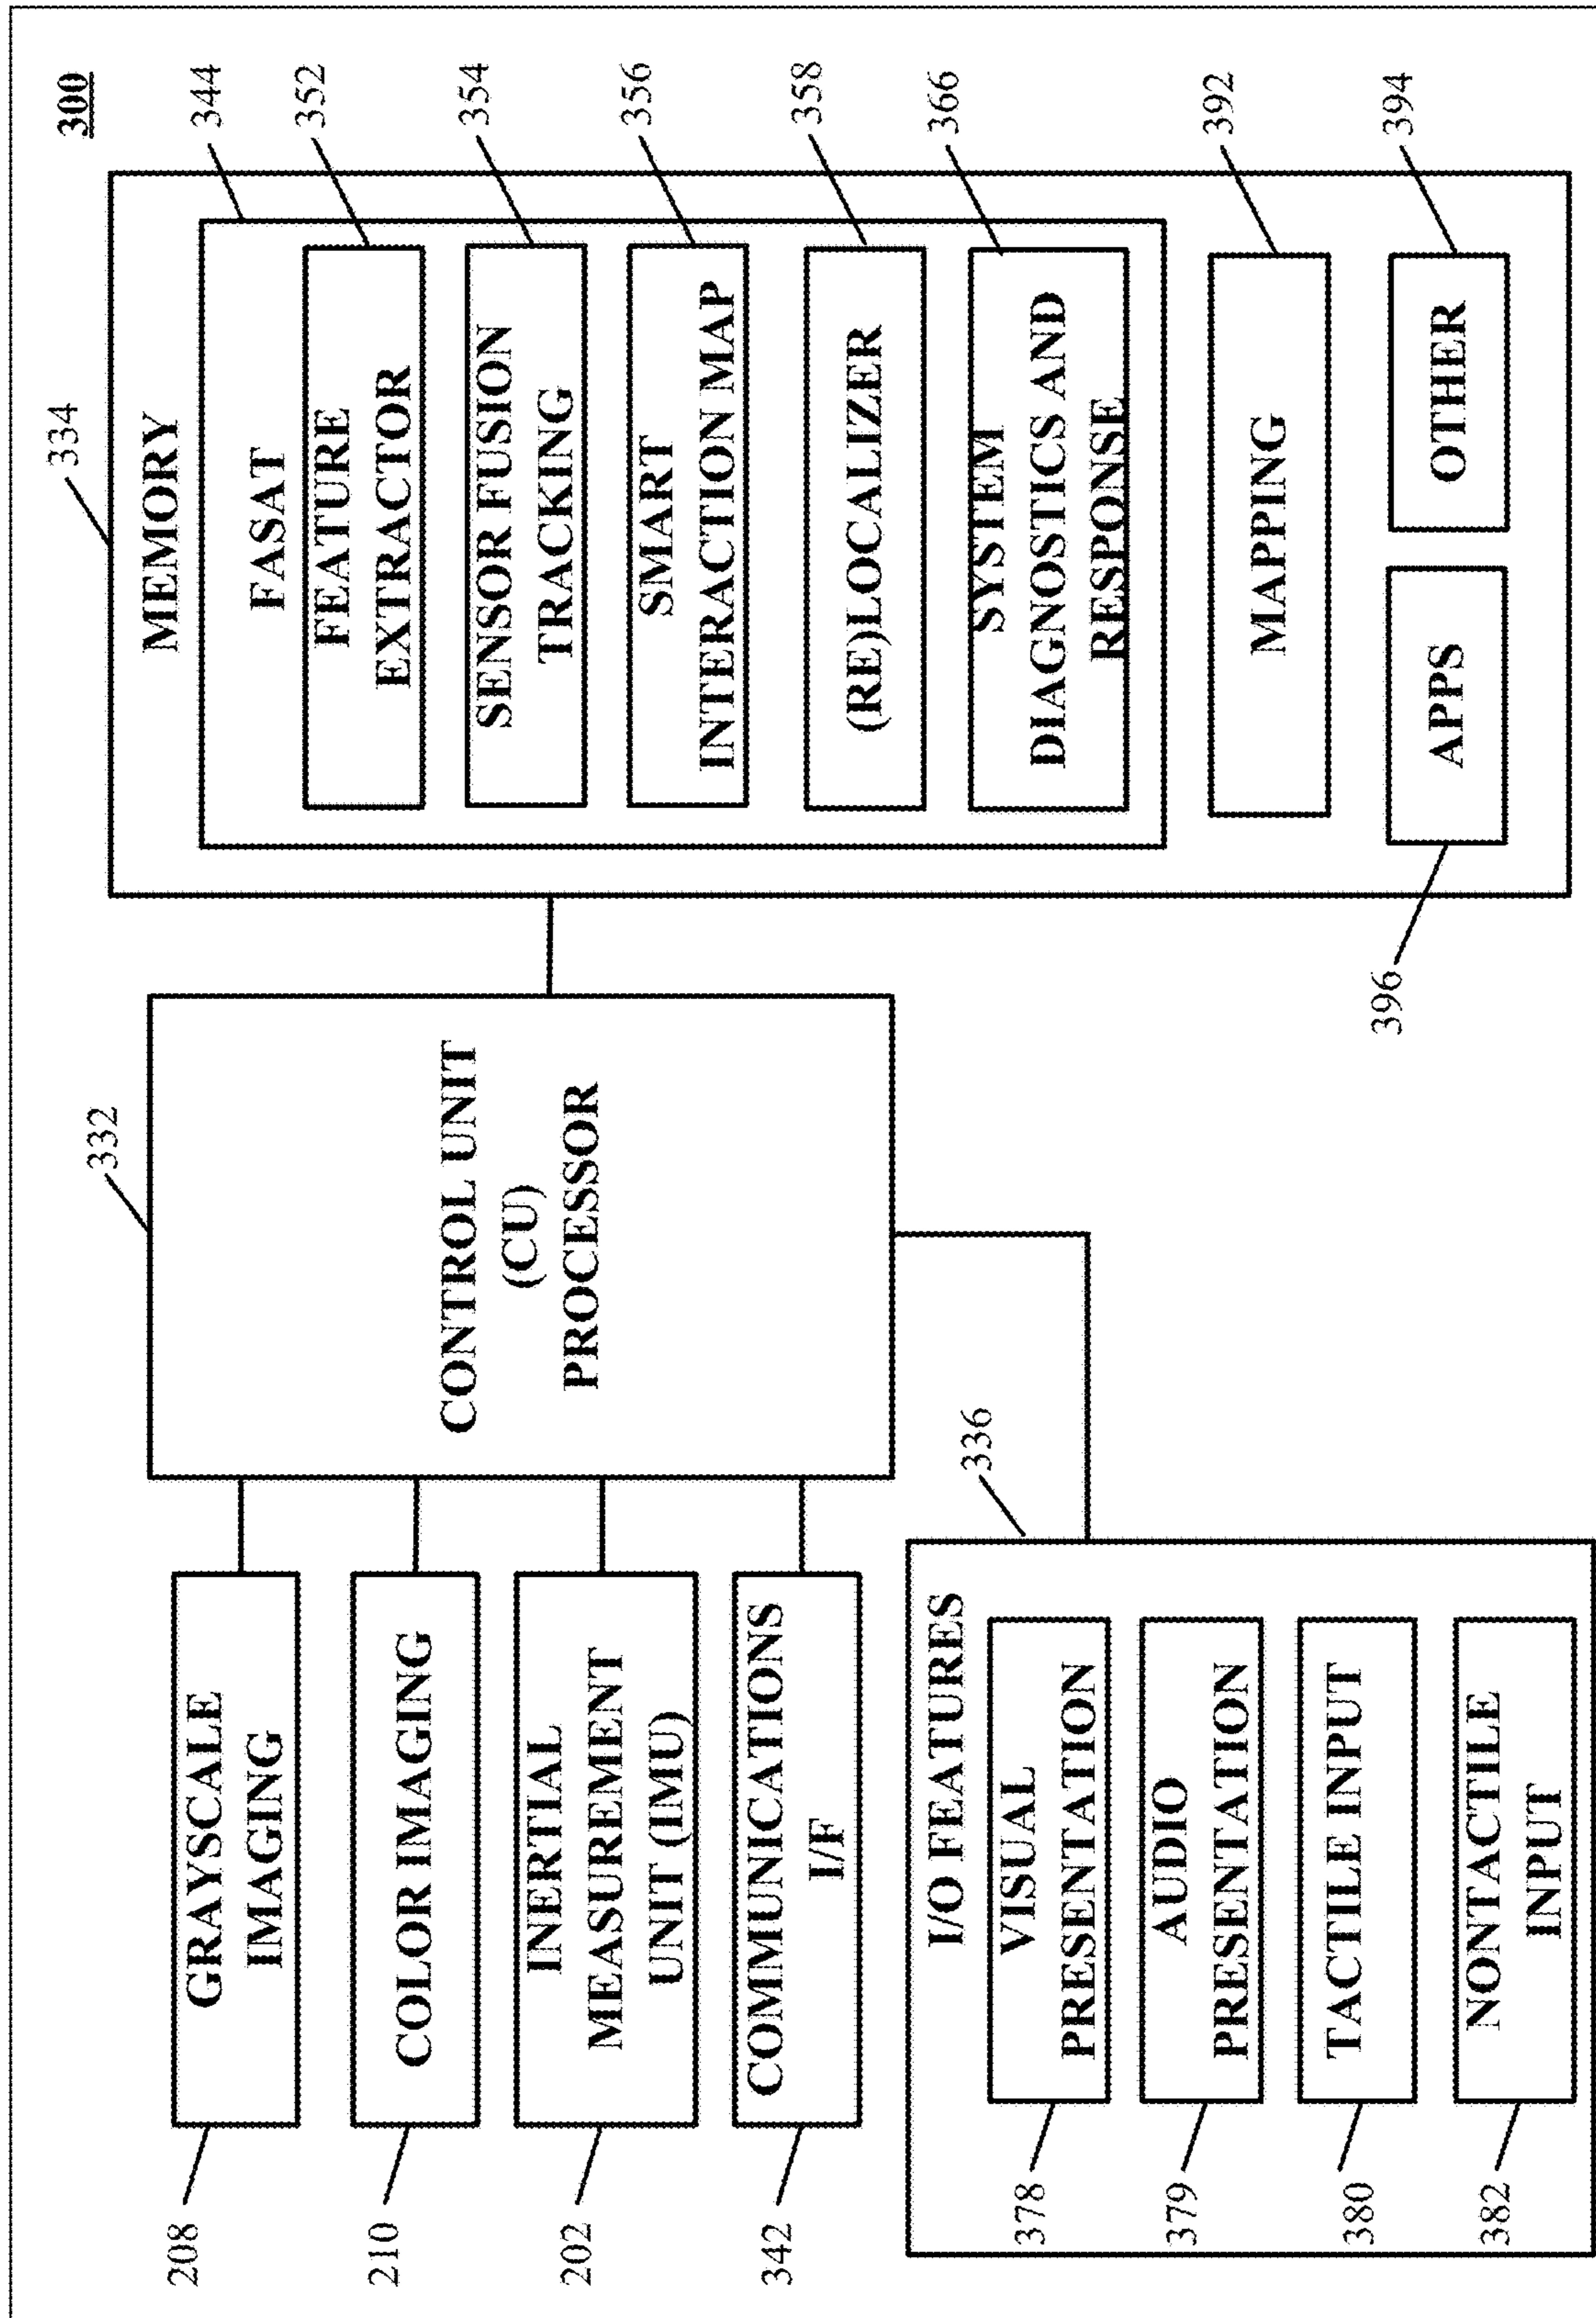 300
208
GRAYSCALE
IMAGING
210
COLOR IMAGING
202
INERTIAL
MEASUREMENT
UNIT (IMU)
342
COMMUNICATIONS
I/F
336
I/O FEATURES
378
VISUAL
PRESENTATION
379
AUDIO
PRESENTATION
380
TACTILE INPUT
382
NONTACTILE
INPUT
332
CONTROL UNIT
(CU)
PROCESSOR
334
MEMORY
344
FASAT
352
FEATURE
EXTRACTOR
354
SENSOR FUSION
TRACKING
356
SMART
INTERACTION MAP
358
(RE)LOCALIZER
366
SYSTEM
DIAGNOSTICS AND
RESPONSE
392
MAPPING
396
APPS
394
OTHER